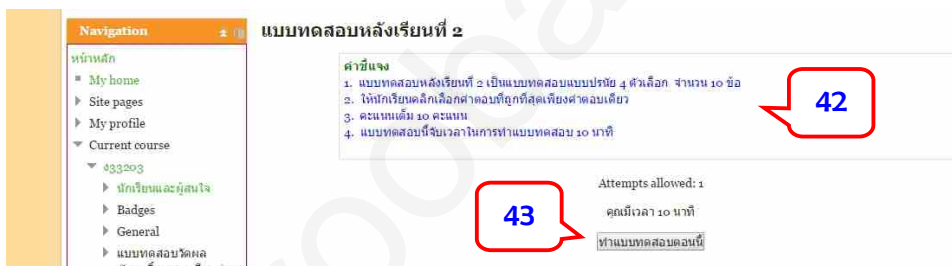 Navigation
หน้าหลัก
My home
Site pages
My profile
Current course
ง33203
นักเรียนและผู้สนใจ
Badges
General
แบบทดสอบวัดผล
แบบทดสอบหลังเรียนที่ 2
คำชี้แจง
1. แบบทดสอบหลังเรียนที่ 2 เป็นแบบทดสอบแบบปรนัย 4 ตัวเลือก จำนวน 10 ข้อ
2. ให้นักเรียนคลิกเลือกคำตอบที่ถูกที่สุดเพียงคำตอบเดียว
3. คะแนนเต็ม 10 คะแนน
4. แบบทดสอบนี้จับเวลาในการทำแบบทดสอบ 10 นาที
42
Attempts allowed: 1
คุณมีเวลา 10 นาที
43
ทำแบบทดสอบตอนนี้